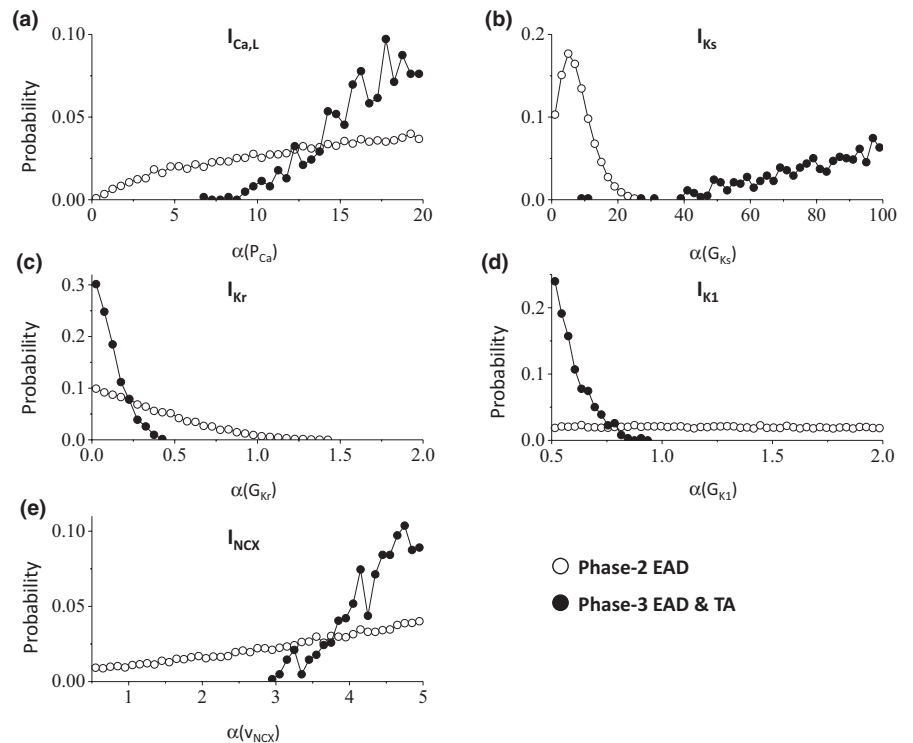 (a)
I_Ca,L
0.10
0.05
0.00
Probability
0 5 10 15 20
α(P_Ca)
(b)
I_Ks
0.2
0.1
0.0
0 20 40 60 80 100
α(G_Ks)
(c)
I_Kr
0.3
0.2
0.1
0.0
Probability
0.0 0.5 1.0 1.5 2.0
α(G_Kr)
(d)
I_K1
0.2
0.1
0.0
Probability
0.5 1.0 1.5 2.0
α(G_K1)
(e)
I_NCX
0.10
0.05
0.00
Probability
1 2 3 4 5
α(v_NCX)
Phase-2 EAD
Phase-3 EAD & TA